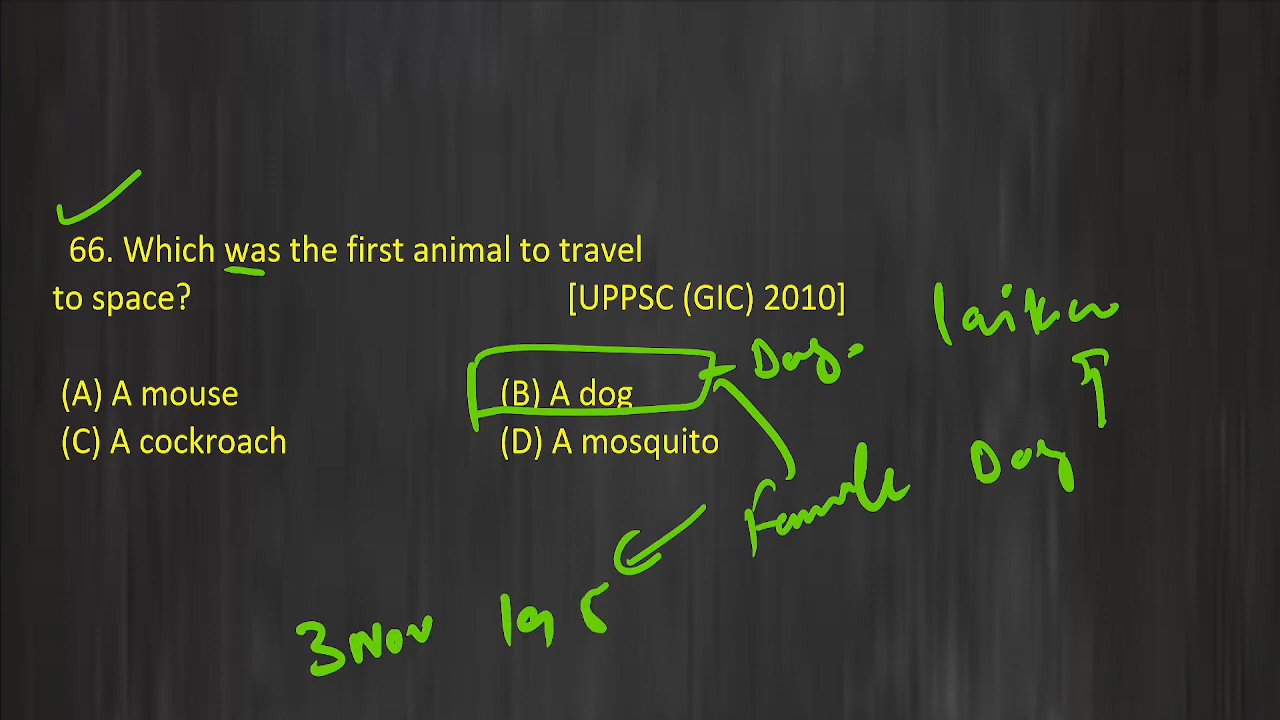 66. Which was the first animal to travel
to space? [UPPSC (GIC) 2010]
(A) A mouse (B) A dog
(C) A cockroach (D) A mosquito
Dog. laika
Female Dog
3 Nov 195